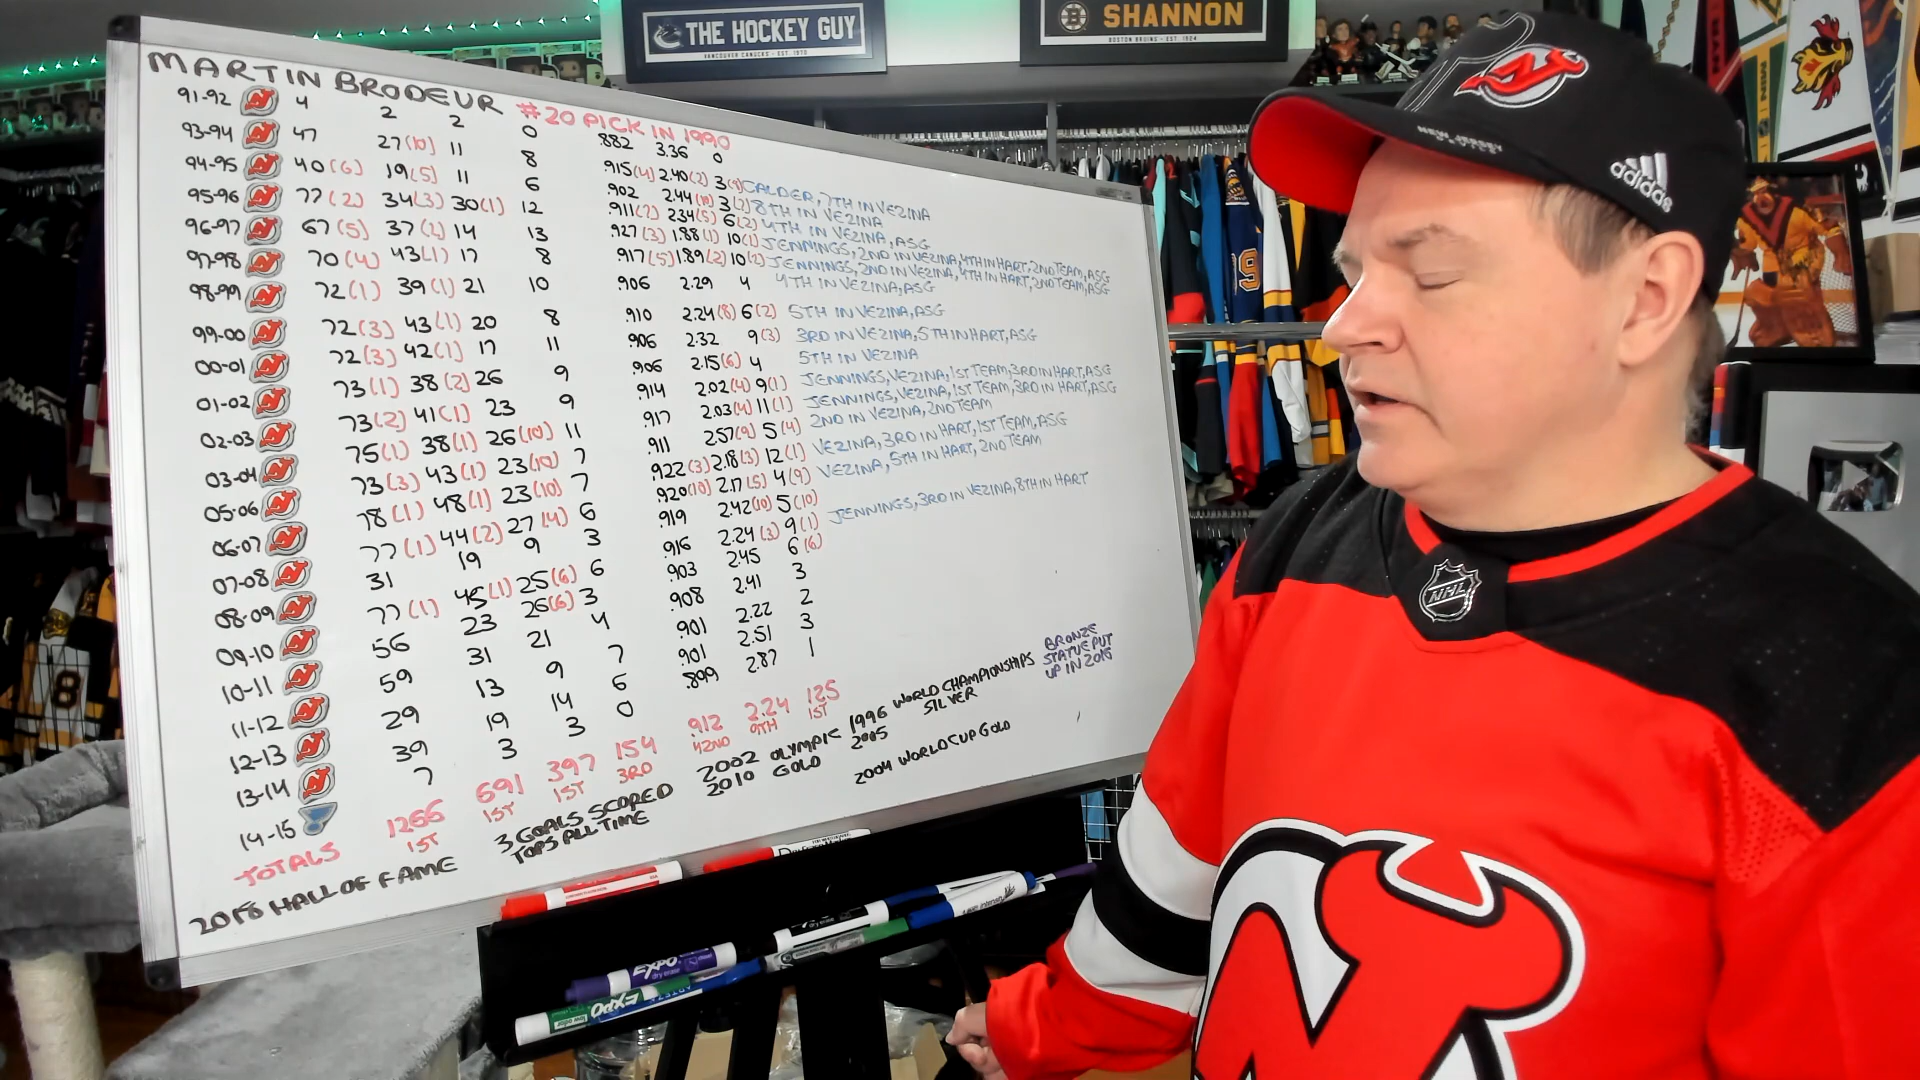 THE HOCKEY GUY
VANCOUVER CANUCKS - EST. 1970
SHANNON
BOSTON BRUINS - EST. 1924
MARTIN BRODEUR #20 PICK IN 1990
91-92 4 2 2 0 .882 3.36 0
93-94 47 27(10) 11 8 .915(4) 2.40(2) 3(9) CALDER, 7TH IN VEZINA
94-95 40(6) 19(5) 11 6 .902 2.44(10) 3(2) 8TH IN VEZINA
95-96 77(2) 34(3) 30(1) 12 .911(7) 2.34(5) 6(2) 4TH IN VEZINA, ASG
96-97 67(5) 37(2) 14 13 .927(3) 1.88(1) 10(1) JENNINGS, 2ND IN VEZINA, 4TH IN HART, 2ND TEAM, ASG
97-98 70(4) 43(1) 17 8 .917(5) 1.89(2) 10(2) JENNINGS, 2ND IN VEZINA, 4TH IN HART, 2ND TEAM, ASG
98-99 72(1) 39(1) 21 10 .906 2.29 4 4TH IN VEZINA, ASG
99-00 72(3) 43(1) 20 8 .910 2.24(8) 6(2) 5TH IN VEZINA, ASG
00-01 72(3) 42(1) 17 11 .906 2.32 9(3) 3RD IN VEZINA, 5TH IN HART, ASG
01-02 73(1) 38(2) 26 9 .906 2.15(6) 4 5TH IN VEZINA
02-03 73(2) 41(1) 23 9 .914 2.02(4) 9(1) JENNINGS, VEZINA, 1ST TEAM, 3RD IN HART, ASG
03-04 75(1) 38(1) 26(10) 11 .917 2.03(4) 11(1) JENNINGS, VEZINA, 1ST TEAM, 3RD IN HART, ASG
05-06 73(3) 43(1) 23(10) 7 .911 2.57(9) 5(4) 2ND IN VEZINA, 2ND TEAM
06-07 78(1) 48(1) 23(10) 7 .922(3) 2.18(3) 12(1) VEZINA, 3RD IN HART, 1ST TEAM, ASG
07-08 77(1) 44(2) 27(4) 6 .920(10) 2.17(5) 4(9) VEZINA, 5TH IN HART, 2ND TEAM
08-09 31 19 9 3 .919 2.42(10) 5(10)
09-10 77(1) 45(1) 25(6) 6 .916 2.24(3) 9(1) JENNINGS, 3RD IN VEZINA, 8TH IN HART
10-11 56 23 26(6) 3 .903 2.45 6(6)
11-12 59 31 21 4 .908 2.41 3
12-13 29 13 9 7 .901 2.22 2
13-14 39 19 14 6 .901 2.51 3
14-15 7 3 3 0 .899 2.87 1
TOTALS 1266 691 397 154 .912 2.24 125
1ST 1ST 1ST 3RD 42ND 9TH 1ST
2018 HALL OF FAME
3 GOALS SCORED
TOPS ALL TIME
2002 OLYMPIC
2010 GOLD
1996 WORLD CHAMPIONSHIPS
2005 SILVER
2004 WORLD CUP GOLD
BRONZE
STATUE PUT
UP IN 2016
EXPO
dry erase
EXPO
low odor
NEW JERSEY
DEVILS
adidas
NHL
9
8
MINI